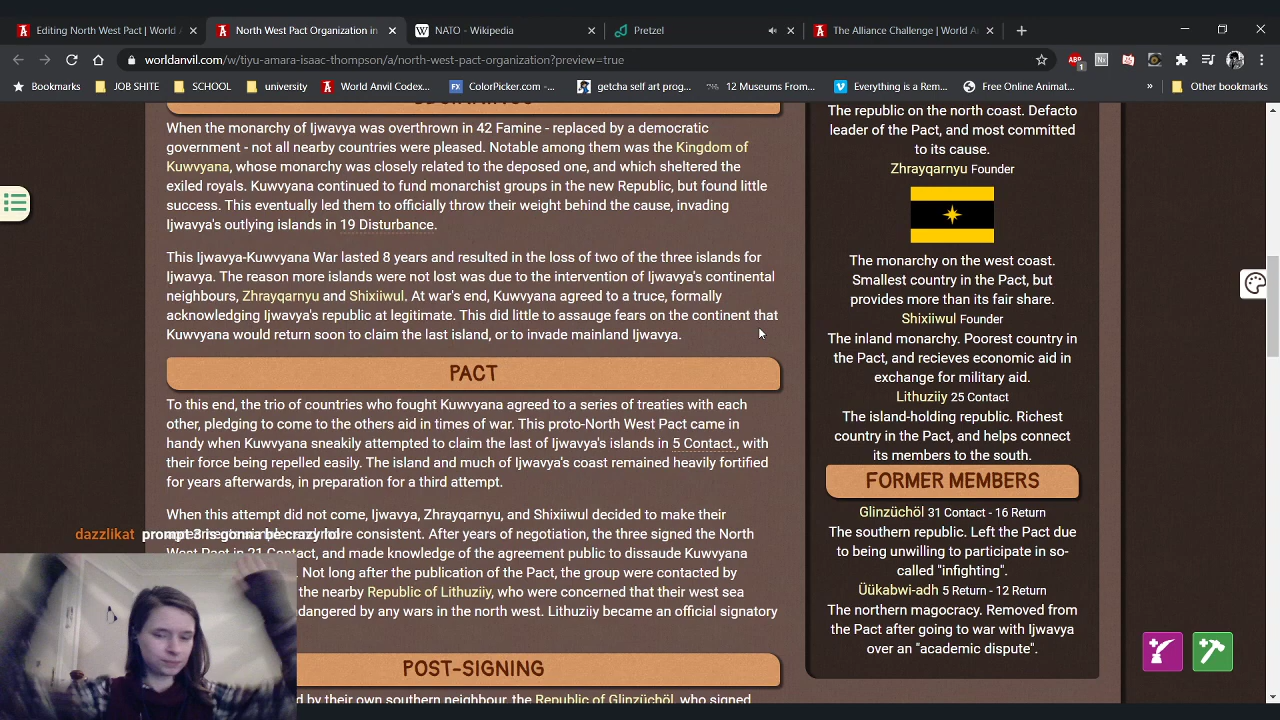 Editing North West Pact | World A
North West Pact Organization in
NATO - Wikipedia
Pretzel
The Alliance Challenge | World A
worldanvil.com/w/tiyu-amara-isaac-thompson/a/north-west-pact-organization?preview=true
Bookmarks
JOB SHITE
SCHOOL
university
World Anvil Codex...
ColorPicker.com -...
getcha self art prog...
12 Museums From...
Everything is a Rem...
Free Online Animat...
»
Other bookmarks
When the monarchy of Ijwavya was overthrown in 42 Famine - replaced by a democratic
government - not all nearby countries were pleased. Notable among them was the Kingdom of
Kuwvyana, whose monarchy was closely related to the deposed one, and which sheltered the
exiled royals. Kuwvyana continued to fund monarchist groups in the new Republic, but found little
success. This eventually led them to officially throw their weight behind the cause, invading
Ijwavya's outlying islands in 19 Disturbance.
This Ijwavya-Kuwvyana War lasted 8 years and resulted in the loss of two of the three islands for
Ijwavya. The reason more islands were not lost was due to the intervention of Ijwavya's continental
neighbours, Zhrayqarnyu and Shixiiwul. At war's end, Kuwvyana agreed to a truce, formally
acknowledging Ijwavya's republic at legitimate. This did little to assauge fears on the continent that
Kuwvyana would return soon to claim the last island, or to invade mainland Ijwavya.
PACT
To this end, the trio of countries who fought Kuwvyana agreed to a series of treaties with each
other, pledging to come to the others aid in times of war. This proto-North West Pact came in
handy when Kuwvyana sneakily attempted to claim the last of Ijwavya's islands in 5 Contact., with
their force being repelled easily. The island and much of Ijwavya's coast remained heavily fortified
for years afterwards, in preparation for a third attempt.
When this attempt did not come, Ijwavya, Zhrayqarnyu, and Shixiiwul decided to make their
dazzlikat prompt 3 is gonna be crazy lol
more consistent. After years of negotiation, the three signed the North
West Pact in 21 Contact, and made knowledge of the agreement public to dissaude Kuwvyana
Not long after the publication of the Pact, the group were contacted by
the nearby Republic of Lithuziiy, who were concerned that their west sea
dangered by any wars in the north west. Lithuziiy became an official signatory
POST-SIGNING
d by their own southern neighbour, the Republic of Glinzüchöl, who signed
The republic on the north coast. Defacto
leader of the Pact, and most committed
to its cause.
Zhrayqarnyu Founder
The monarchy on the west coast.
Smallest country in the Pact, but
provides more than its fair share.
Shixiiwul Founder
The inland monarchy. Poorest country in
the Pact, and recieves economic aid in
exchange for military aid.
Lithuziiy 25 Contact
The island-holding republic. Richest
country in the Pact, and helps connect
its members to the south.
FORMER MEMBERS
Glinzüchöl 31 Contact - 16 Return
The southern republic. Left the Pact due
to being unwilling to participate in so-
called "infighting".
Üükabwi-adh 5 Return - 12 Return
The northern magocracy. Removed from
the Pact after going to war with Ijwavya
over an "academic dispute".